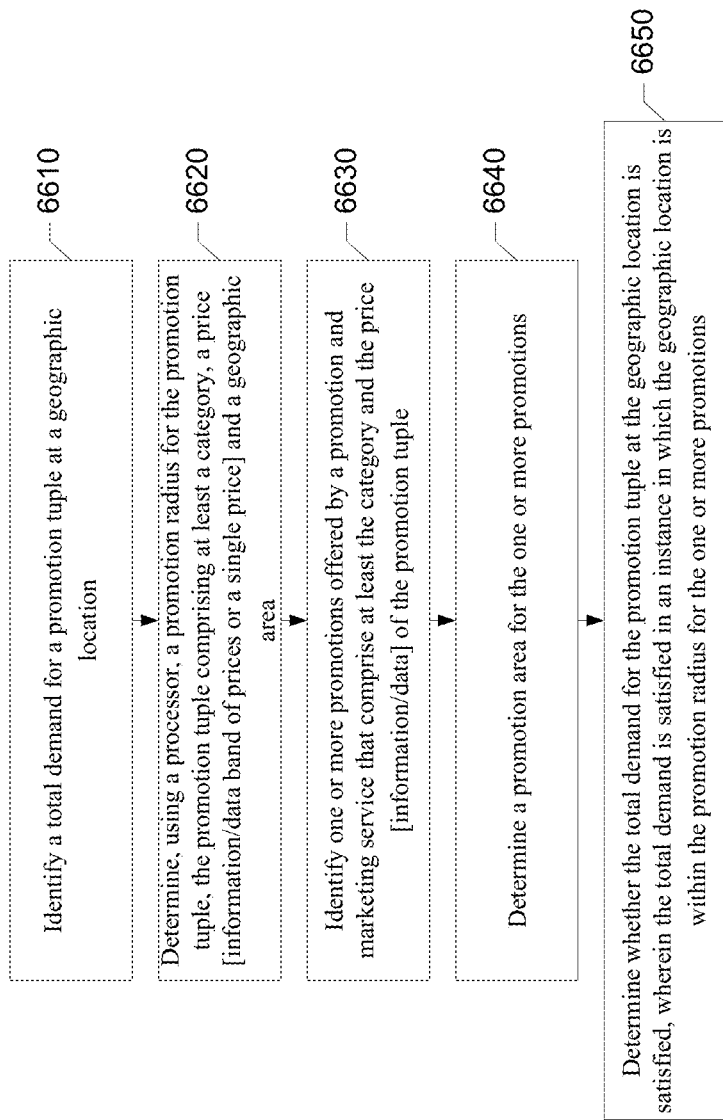 6610
Identify a total demand for a promotion tuple at a geographic
location
6620
Determine, using a processor, a promotion radius for the promotion
tuple, the promotion tuple comprising at least a category, a price
[information/data band of prices or a single price] and a geographic
area
6630
Identify one or more promotions offered by a promotion and
marketing service that comprise at least the category and the price
[information/data] of the promotion tuple
6640
Determine a promotion area for the one or more promotions
6650
Determine whether the total demand for the promotion tuple at the geographic location is
satisfied, wherein the total demand is satisfied in an instance in which the geographic location is
within the promotion radius for the one or more promotions